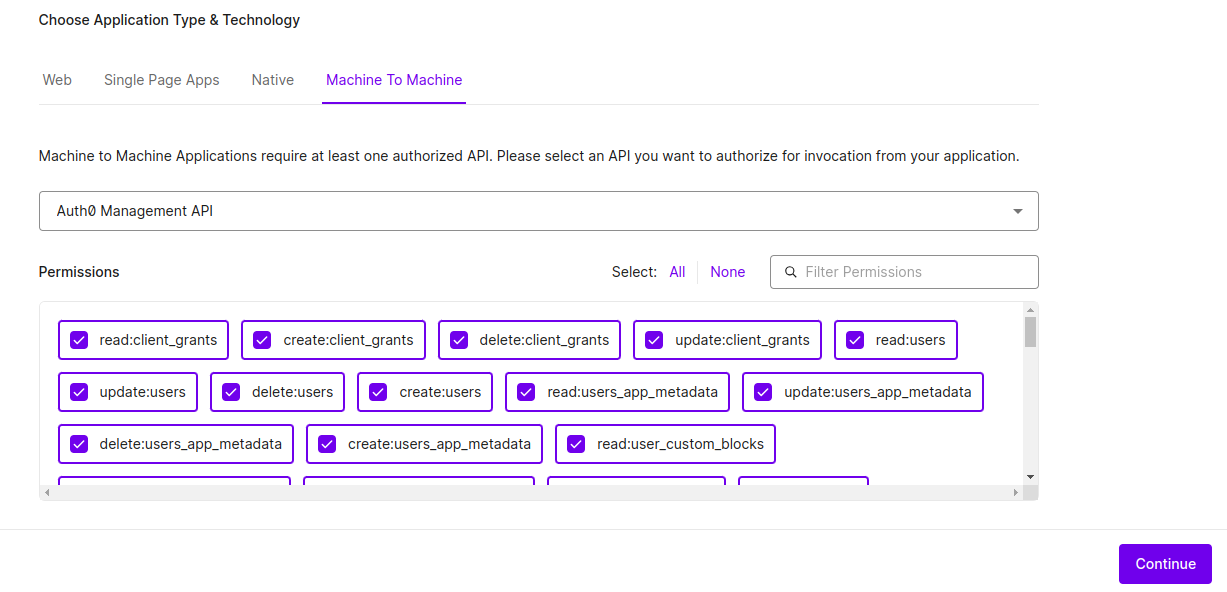 Choose Application Type & Technology
Web Single Page Apps Native Machine To Machine
Machine to Machine Applications require at least one authorized API. Please select an API you want to authorize for invocation from your application.
Auth0 Management API
Permissions Select: All None Filter Permissions
read:client_grants create:client_grants delete:client_grants update:client_grants read:users
update:users delete:users create:users read:users_app_metadata update:users_app_metadata
delete:users_app_metadata create:users_app_metadata read:user_custom_blocks
Continue